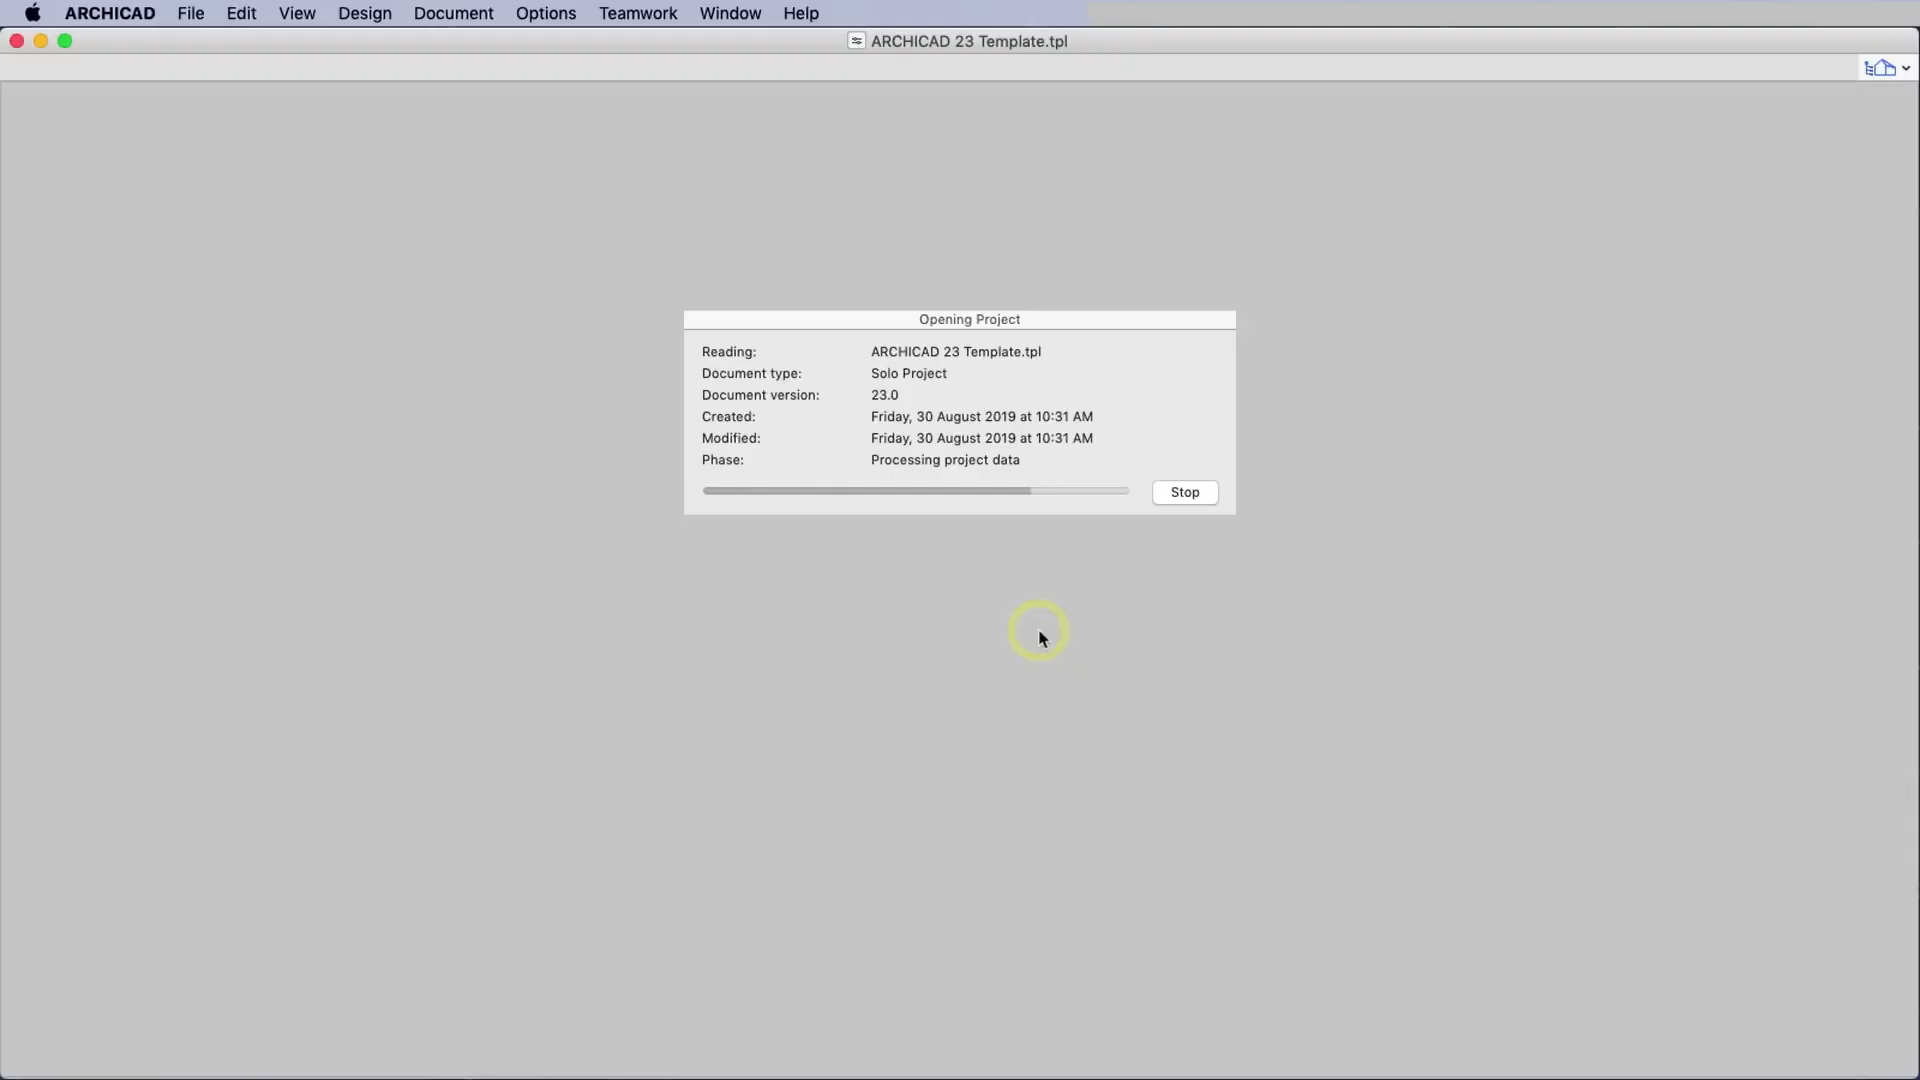 ARCHICAD File Edit View Design Document Options Teamwork Window Help
ARCHICAD 23 Template.tpl
Opening Project
Reading: ARCHICAD 23 Template.tpl
Document type: Solo Project
Document version: 23.0
Created: Friday, 30 August 2019 at 10:31 AM
Modified: Friday, 30 August 2019 at 10:31 AM
Phase: Processing project data
Stop